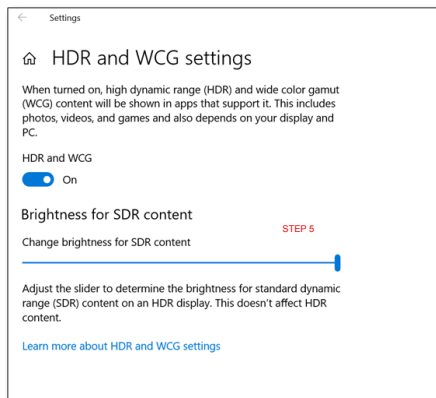 Settings
HDR and WCG settings
When turned on, high dynamic range (HDR) and wide color gamut
(WCG) content will be shown in apps that support it. This includes
photos, videos, and games and also depends on your display and
PC.
HDR and WCG
On
Brightness for SDR content
STEP 5
Change brightness for SDR content
Adjust the slider to determine the brightness for standard dynamic
range (SDR) content on an HDR display. This doesn't affect HDR
content.
Learn more about HDR and WCG settings